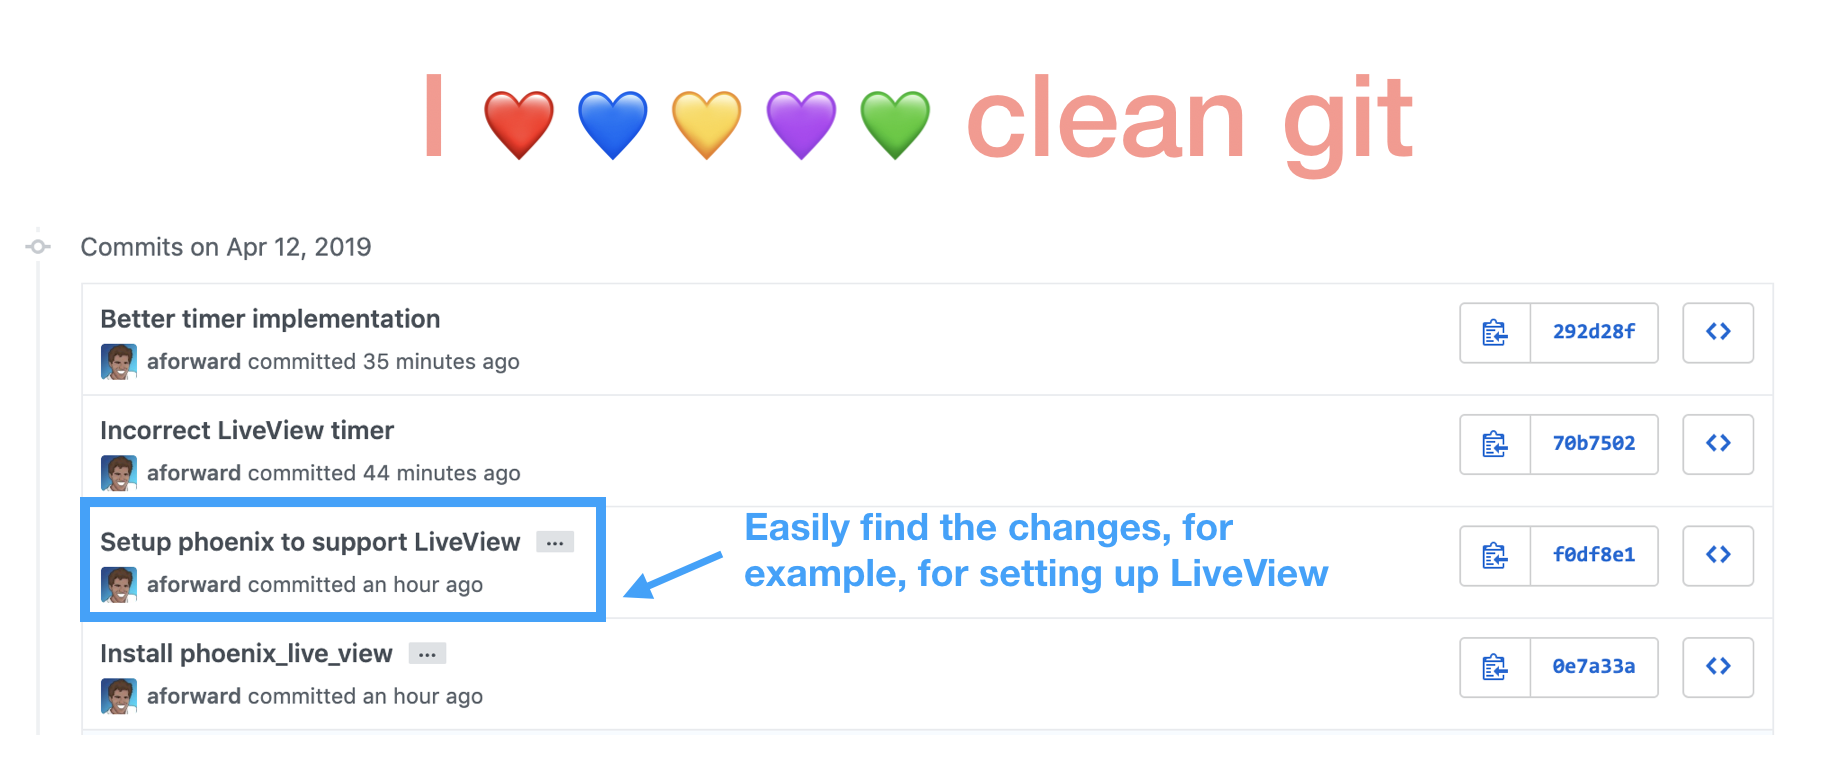 I ❤️ 💙 💛 💜 💚 clean git
Commits on Apr 12, 2019
Better timer implementation
292d28f
aforward committed 35 minutes ago
Incorrect LiveView timer
70b7502
aforward committed 44 minutes ago
Setup phoenix to support LiveView ...
f0df8e1
aforward committed an hour ago
Easily find the changes, for
example, for setting up LiveView
Install phoenix_live_view ...
0e7a33a
aforward committed an hour ago